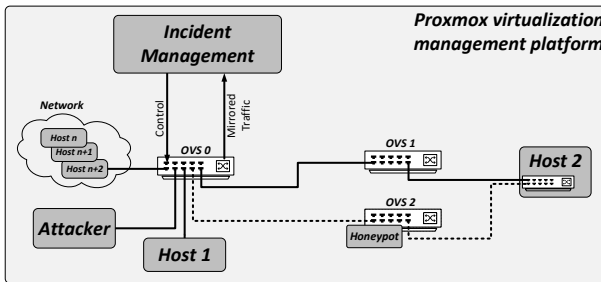 Proxmox virtualization
management platform
Incident
Management
Control
Mirrored
Traffic
Network
Host n
Host n+1
Host n+2
OVS 0
OVS 1
Host 2
OVS 2
Honeypot
Attacker
Host 1